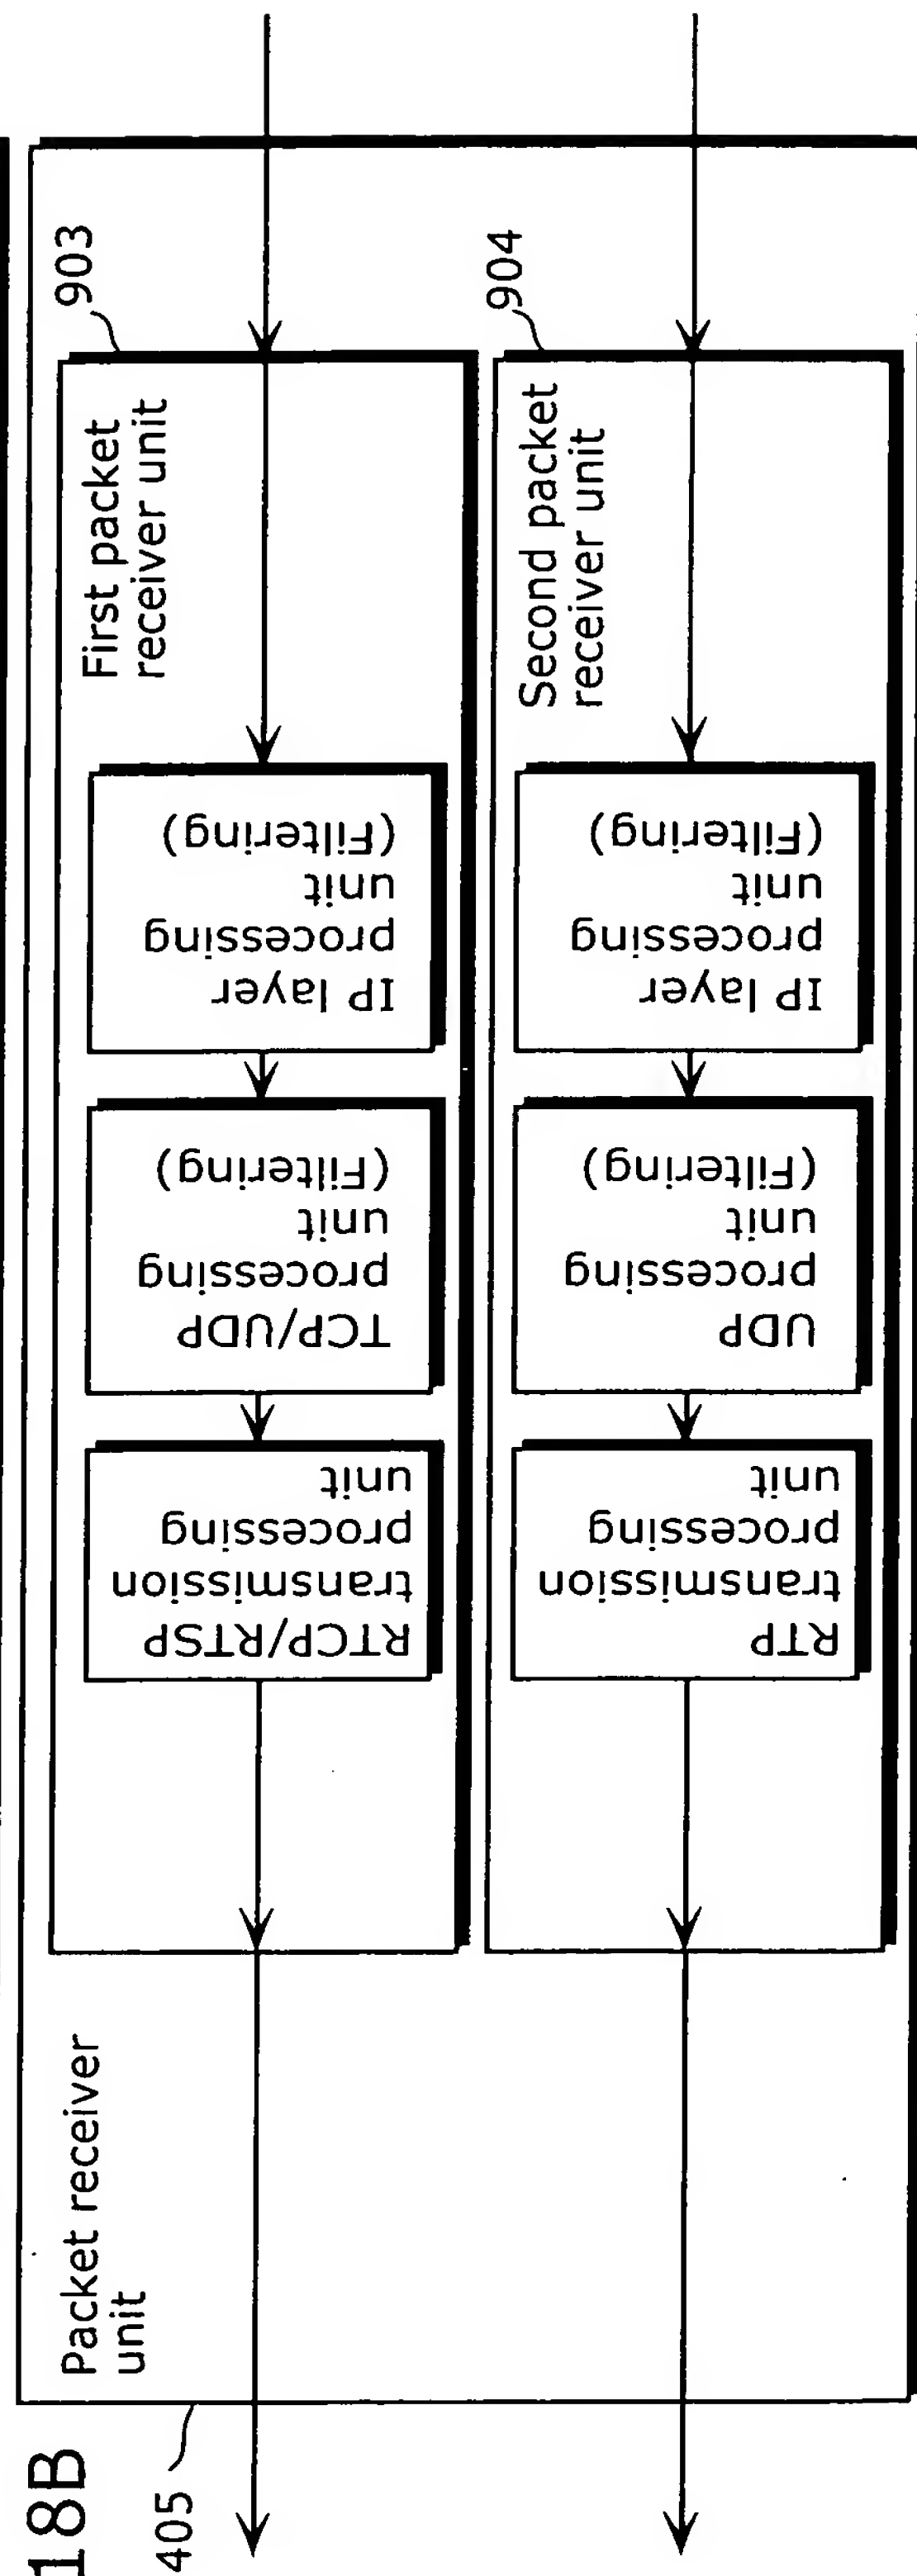 18B
405
Packet receiver
unit
903
First packet
receiver unit
RTCP/RTSP
transmission
processing
unit
TCP/UDP
processing
unit
(Filtering)
IP layer
processing
unit
(Filtering)
904
Second packet
receiver unit
RTP
transmission
processing
unit
UDP
processing
unit
(Filtering)
IP layer
processing
unit
(Filtering)